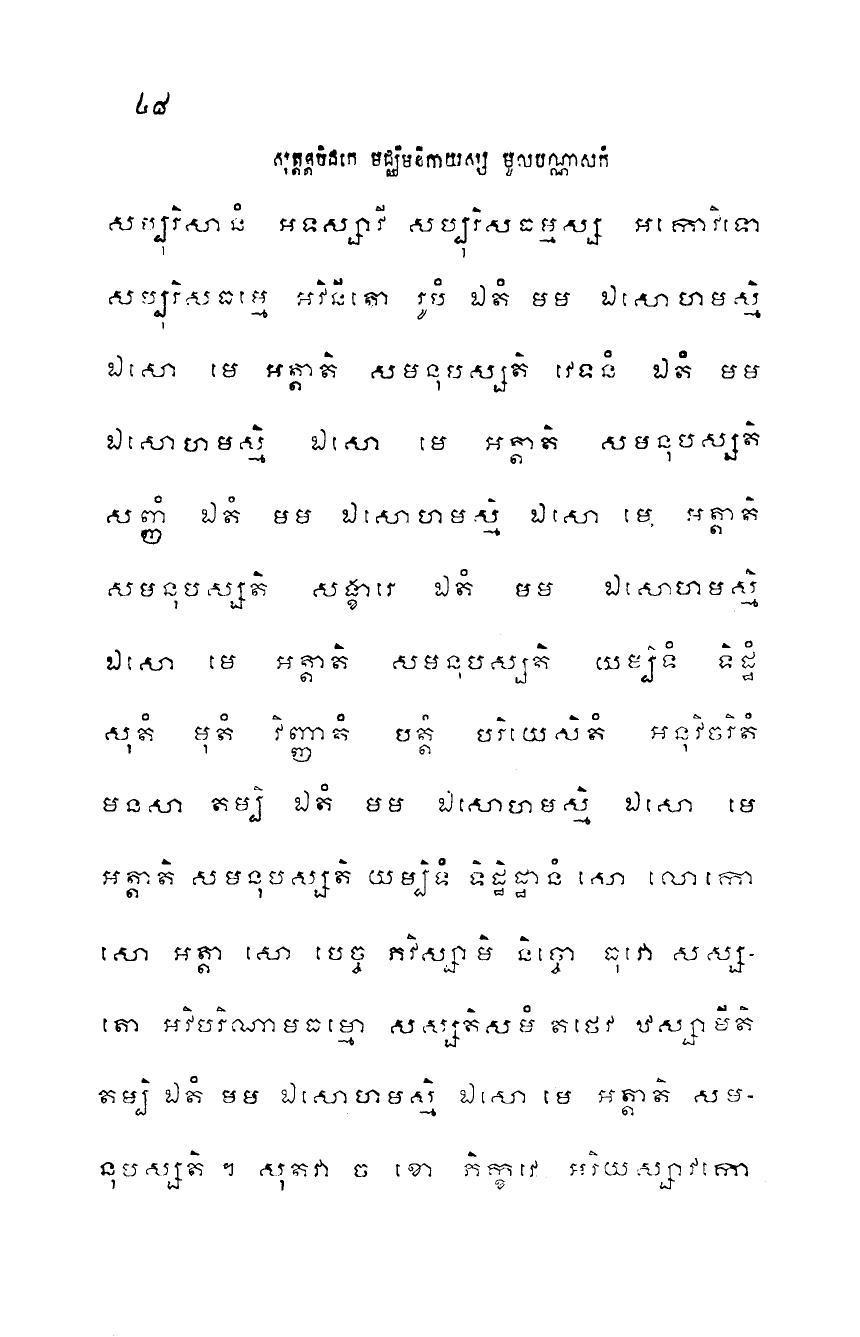 ៤៨
សុត្តន្តបិដកេ មជ្ឈិមនិកាយស្ស មូលបណ្ណាសកំ
សប្បុរិសានំ អទស្សាវី សប្បុរិសធម្មស្ស អកោវិទោ
សប្បុរិសធម្មេ អវិនីតោ រូបំ ឯតំ មម ឯសោហមស្មិ
ឯសោ មេ អត្តាតិ សមនុបស្សតិ វេទនំ ឯតំ មម
ឯសោហមស្មិ ឯសោ មេ អត្តាតិ សមនុបស្សតិ
សញ្ញំ ឯតំ មម ឯសោហមស្មិ ឯសោ មេ អត្តាតិ
សមនុបស្សតិ សង្ខារេ ឯតំ មម ឯសោហមស្មិ
ឯសោ មេ អត្តាតិ សមនុបស្សតិ យម្បិទំ ទិដ្ឋំ
សុតំ មុតំ វិញ្ញាតំ បត្តំ បរិយេសិតំ អនុវិចរិតំ
មនសា តម្បិ ឯតំ មម ឯសោហមស្មិ ឯសោ មេ
អត្តាតិ សមនុបស្សតិ យម្បិទំ ទិដ្ឋិដ្ឋានំ សោ លោកោ
សោ អត្តា សោ បេច្ច ភវិស្សាមិ និច្ចោ ធុវោ សស្ស-
តោ អវិបរិណាមធម្មោ សស្សតិសមំ តថេវ ឋស្សាមីតិ
តម្បិ ឯតំ មម ឯសោហមស្មិ ឯសោ មេ អត្តាតិ សម-
នុបស្សតិ ។ សុតវា ច ខោ ភិក្ខវេ អរិយស្សាវកោ